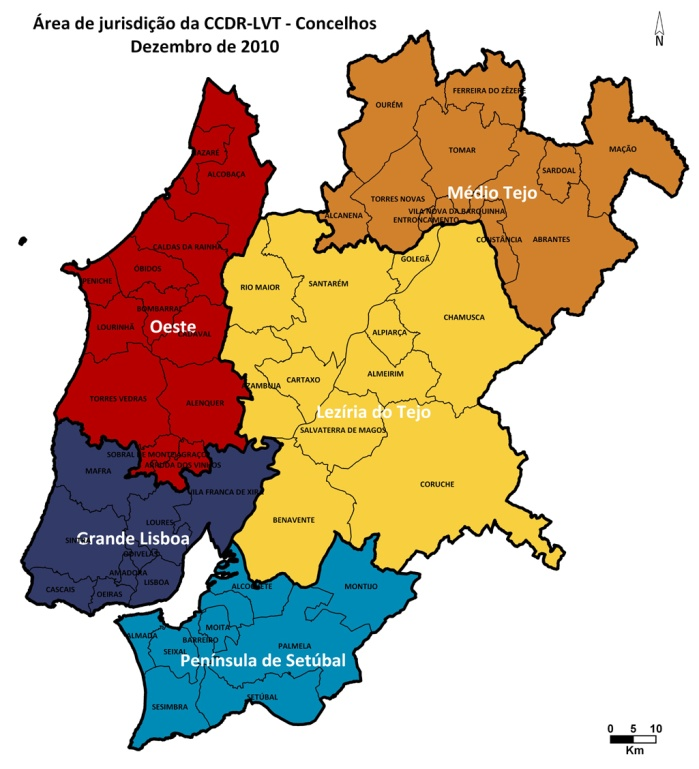 Área de jurisdição da CCDR-LVT - Concelhos
Dezembro de 2010
N
OURÉM
FERREIRA DO ZÊZERE
TOMAR
SARDOAL
MAÇÃO
Médio Tejo
TORRES NOVAS
VILA NOVA DA BARQUINHA
ENTRONCAMENTO
ALCANENA
CONSTÂNCIA
ABRANTES
NAZARÉ
ALCOBAÇA
CALDAS DA RAINHA
ÓBIDOS
PENICHE
BOMBARRAL
LOURINHÃ
Oeste
CADAVAL
TORRES VEDRAS
ALENQUER
SOBRAL DE MONTE AGRAÇO
ARRUDA DOS VINHOS
GOLEGÃ
RIO MAIOR
SANTARÉM
CHAMUSCA
ALPIARÇA
ALMEIRIM
AZAMBUJA
CARTAXO
Lezíria do Tejo
SALVATERRA DE MAGOS
CORUCHE
BENAVENTE
MAFRA
VILA FRANCA DE XIRA
LOURES
SINTRA
Grande Lisboa
ODIVELAS
AMADORA
LISBOA
CASCAIS
OEIRAS
ALCOCHETE
MONTIJO
MOITA
ALMADA
BARREIRO
SEIXAL
PALMELA
Península de Setúbal
SETÚBAL
SESIMBRA
0 5 10
Km